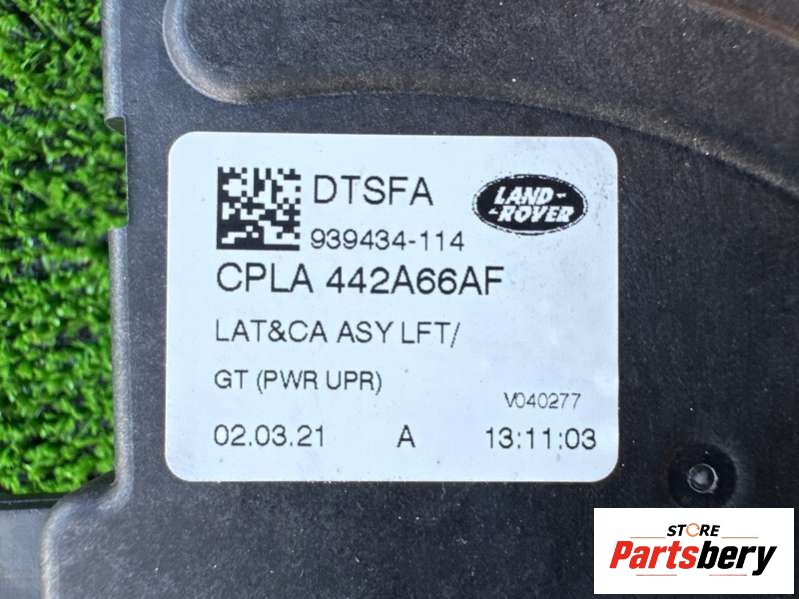 DTSFA
LAND-
-ROVER
939434-114
CPLA 442A66AF
LAT&CA ASY LFT/
GT (PWR UPR)
V040277
02.03.21 A 13:11:03
STORE
Partsbery